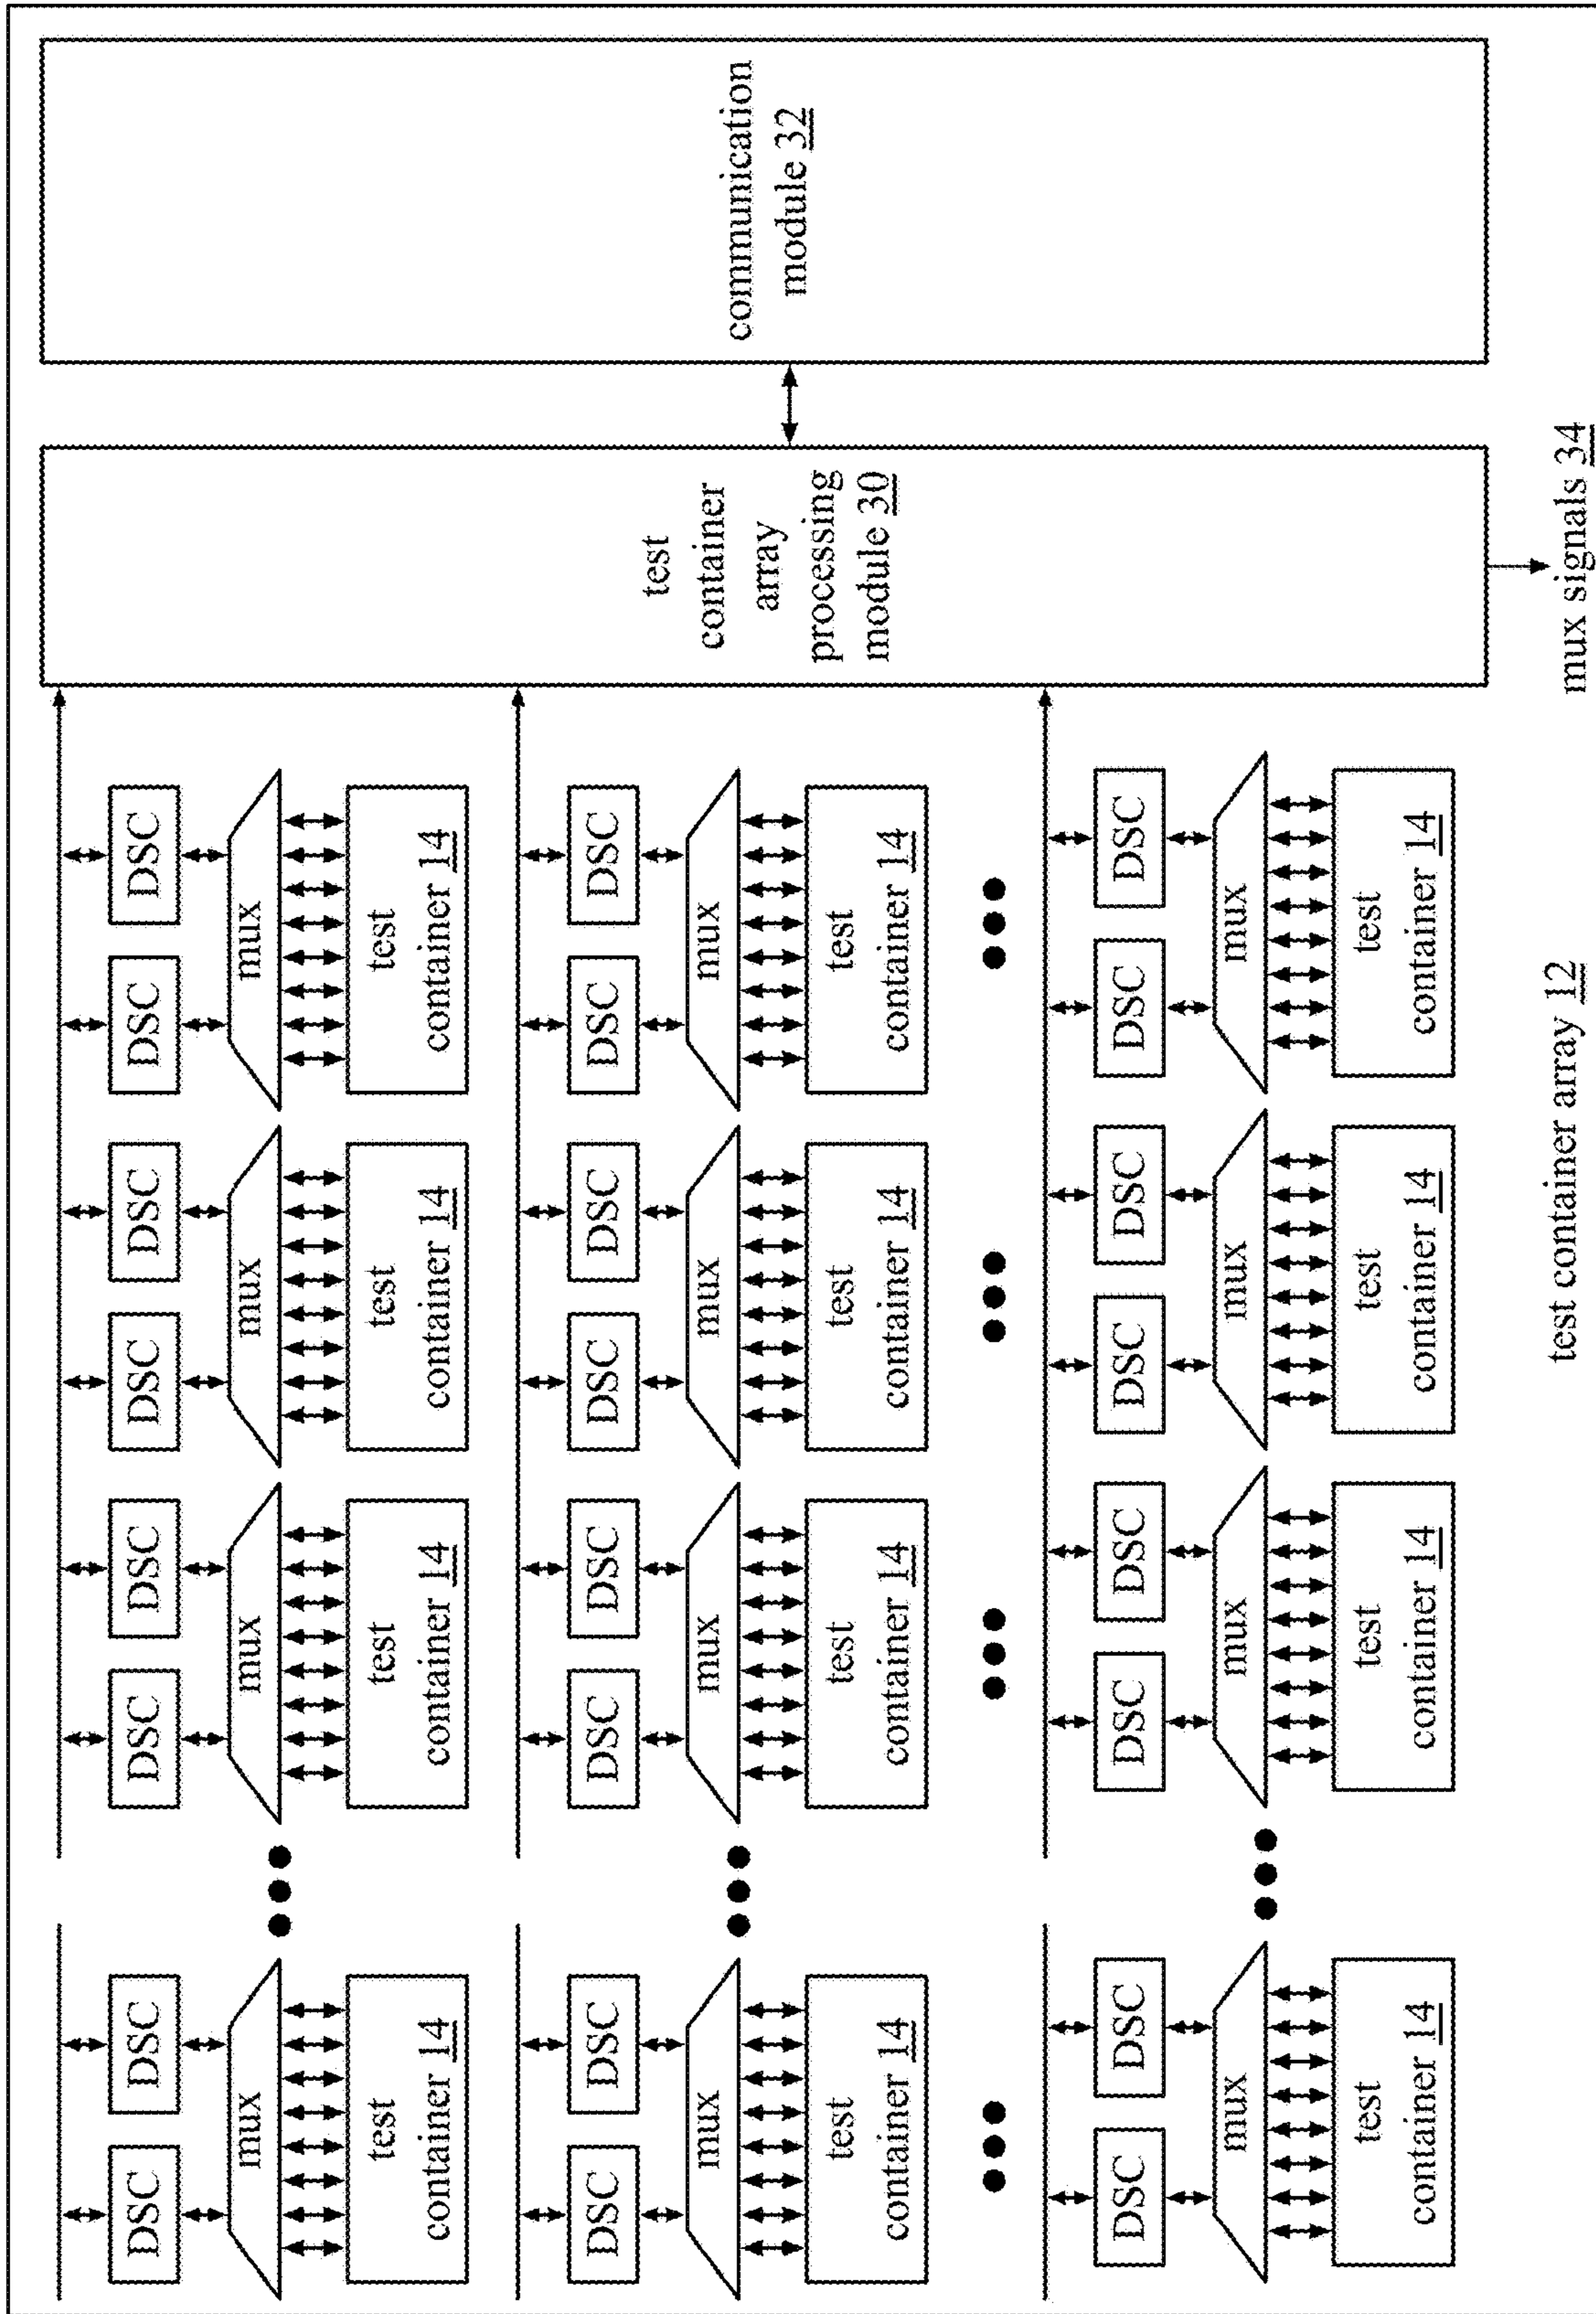 DSC DSC DSC DSC DSC DSC DSC DSC
mux mux mux mux
test test test test
container 14 container 14 container 14 container 14
DSC DSC DSC DSC DSC DSC DSC DSC
mux mux mux mux
test test test test
container 14 container 14 container 14 container 14
DSC DSC DSC DSC DSC DSC DSC DSC
mux mux mux mux
test test test test
container 14 container 14 container 14 container 14
test
container
array
processing
module 30
communication
module 32
test container array 12
mux signals 34